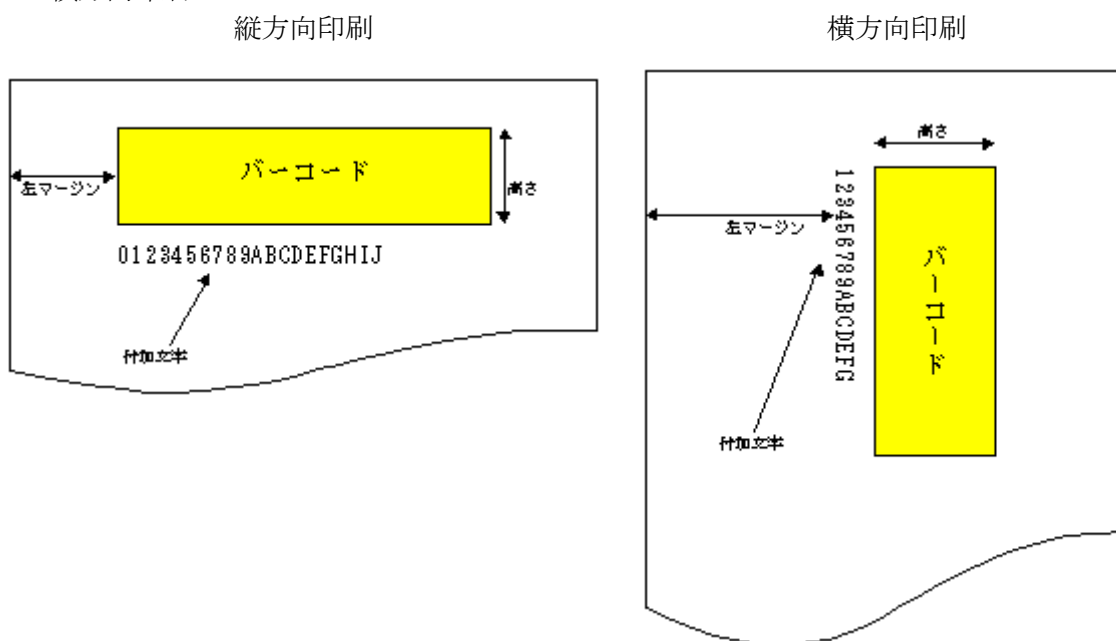 縦方向印刷
横方向印刷
バーコード
左マージン
高さ
0123456789ABCDEFGHIJ
付加文字
高さ
左マージン
123456789ABCDEFG
バーコード
付加文字